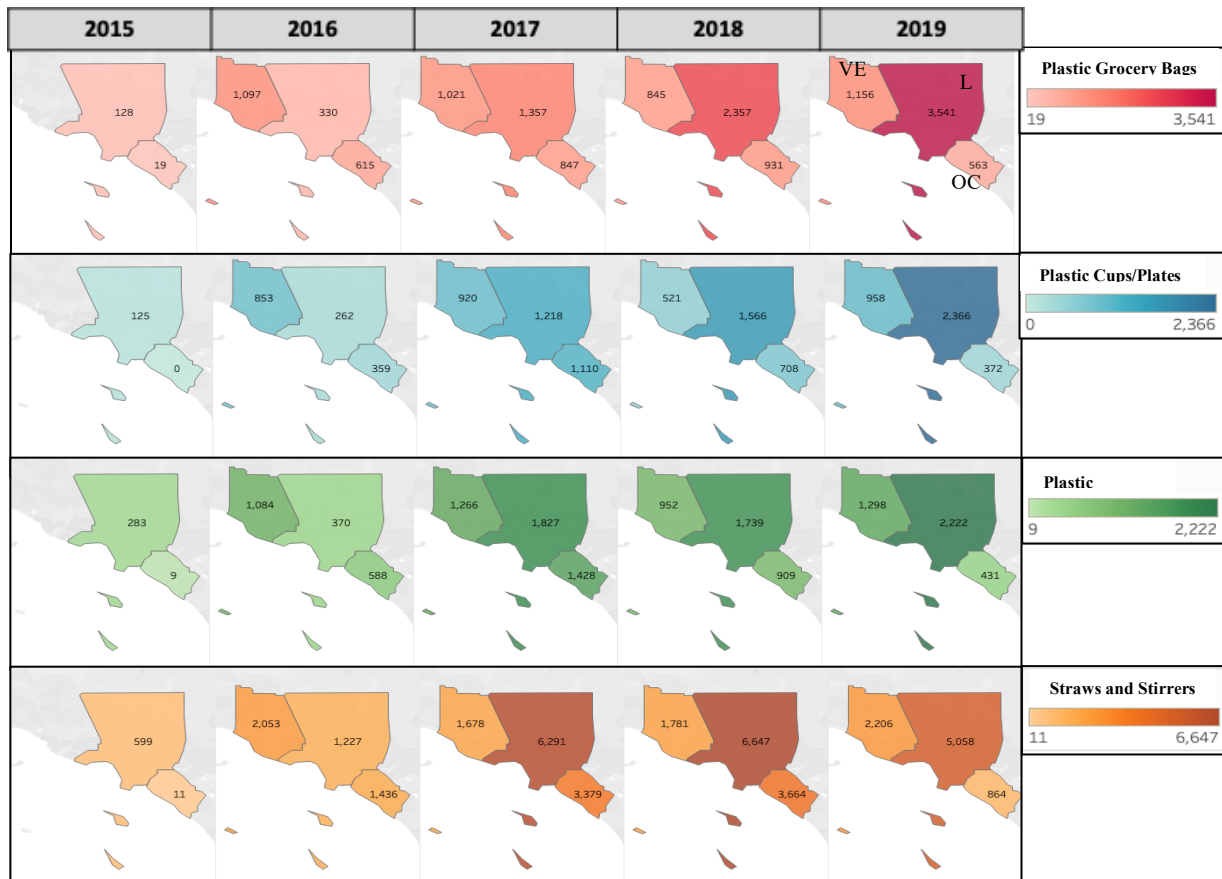 2015 2016 2017 2018 2019
128 19
1,097 330 615
1,021 1,357 847
845 2,357 931
VE L
1,156 3,541 563
OC
Plastic Grocery Bags
19 3,541
125 0
853 262 359
920 1,218 1,110
521 1,566 708
958 2,366 372
Plastic Cups/Plates
0 2,366
283 9
1,084 370 588
1,266 1,827 1,428
952 1,739 909
1,298 2,222 431
Plastic
9 2,222
599 11
2,053 1,227 1,436
1,678 6,291 3,379
1,781 6,647 3,664
2,206 5,058 864
Straws and Stirrers
11 6,647